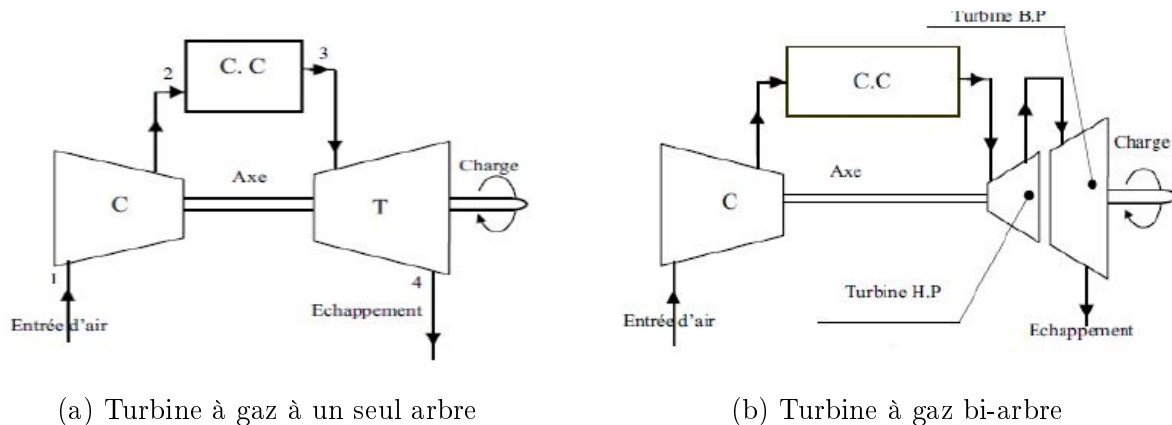 Turbine B.P
2
C. C
3
C.C
Axe
Charge
C
T
1
4
Entrée d'air
Echappement
Axe
Charge
C
Turbine H.P
Entrée d'air
Echappement
(a) Turbine à gaz à un seul arbre
(b) Turbine à gaz bi-arbre